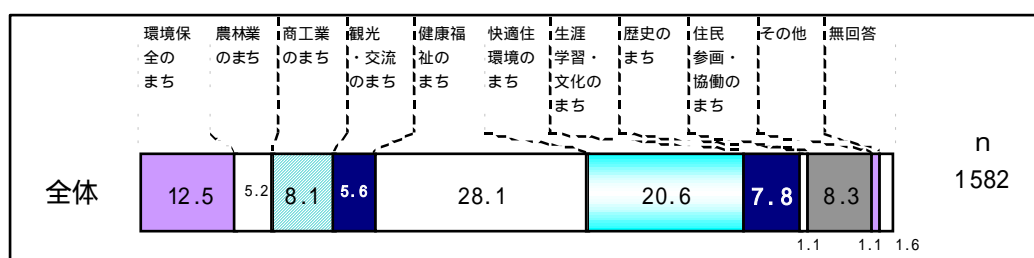 環境保
全の
まち
農林業
のまち
商工業
のまち
観光
・交流
のまち
健康福
祉のまち
快適住
環境の
まち
生涯
学習・
文化の
まち
歴史の
まち
住民
参画・
協働の
まち
その他
無回答
全体
12.5
5.2
8.1
5.6
28.1
20.6
7.8
1.1
8.3
1.1
1.6
n
1582